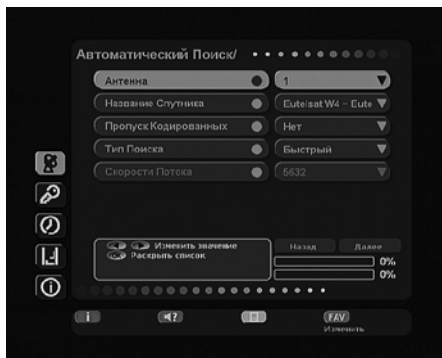 Автоматический Поиск/
Антенна 1
Название Спутника Eutelsat W4 - Eute
Пропуск Кодированных Нет
Тип Поиска Быстрый
Скорости Потока 5632
Изменить значение
Раскрыть список
Назад Далее
0%
0%
i ? FAV
Изменить